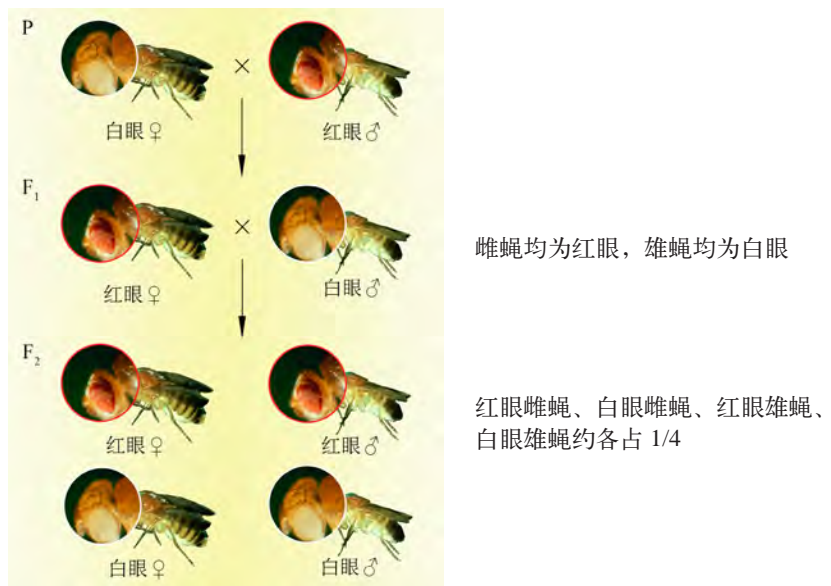 P
×
白眼♀
红眼♂
F₁
×
雌蝇均为红眼，雄蝇均为白眼
红眼♀
白眼♂
F₂
红眼雌蝇、白眼雌蝇、红眼雄蝇、
白眼雄蝇约各占 1/4
红眼♀
红眼♂
白眼♀
白眼♂